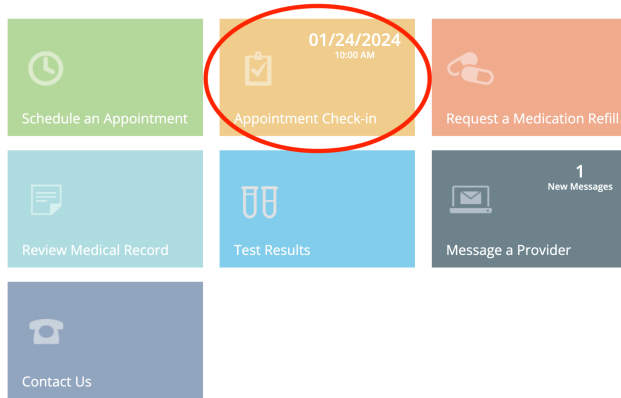 01/24/2024
10:00 AM
Schedule an Appointment
Appointment Check-in
Request a Medication Refill
1
New Messages
Review Medical Record
Test Results
Message a Provider
Contact Us